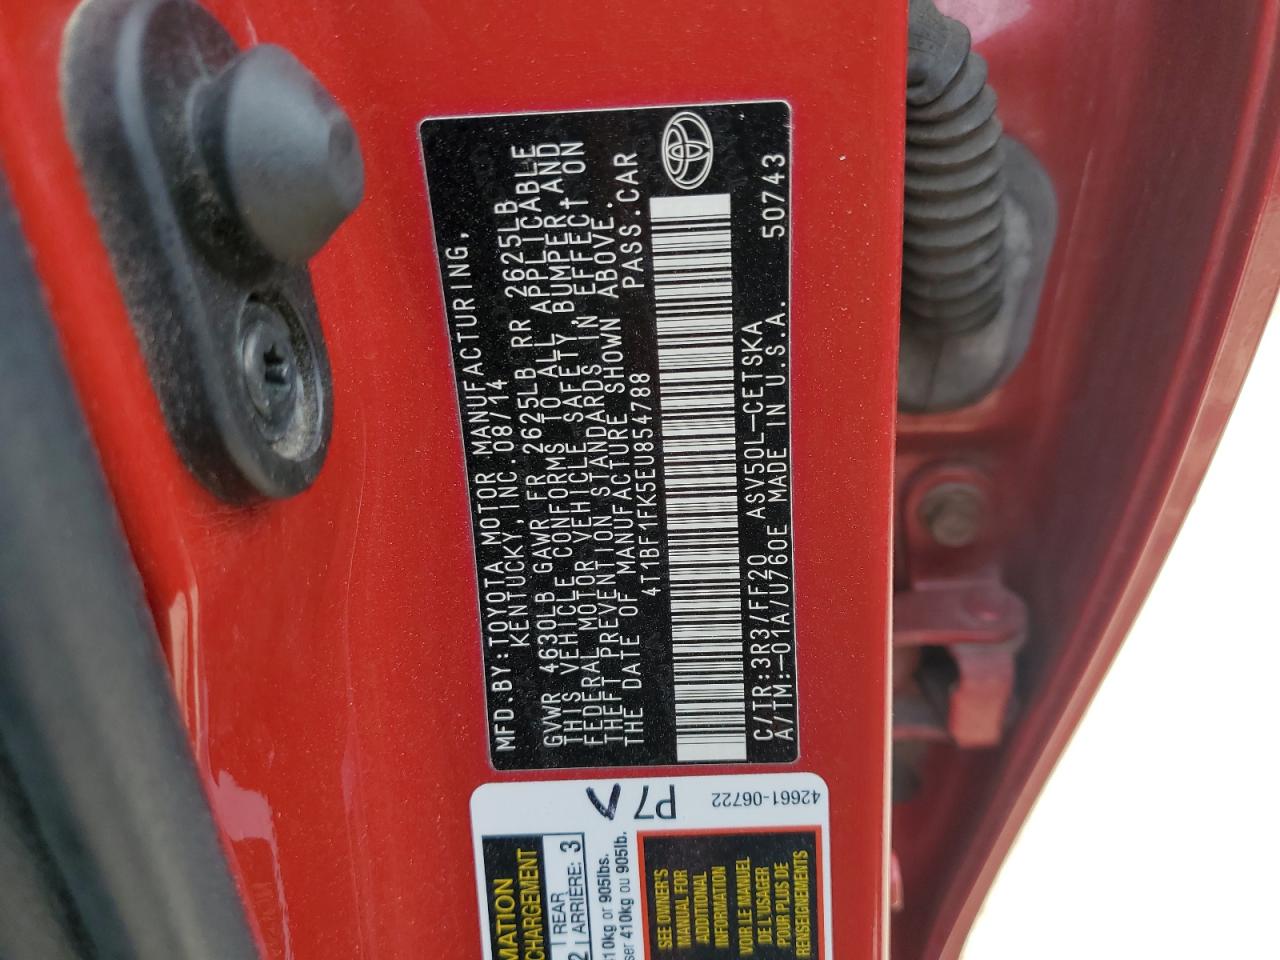 MFD.BY:TOYOTA MOTOR MANUFACTURING,
KENTUCKY,INC. 08/14
GVWR 4630LB GAWR FR 2625LB RR 2625LB
THIS VEHICLE CONFORMS TO ALL APPLICABLE
FEDERAL MOTOR VEHICLE SAFETY,BUMPER,AND
THEFT PREVENTION STANDARDS IN EFFECT ON
THE DATE OF MANUFACTURE SHOWN ABOVE.
4T1BF1FK5EU854788 PASS.CAR
C/TR:3R3/FF20 ASV50L-CETSKA
A/TM:-01A/U760E MADE IN U.S.A. 50743
42661-06722
P7
MATION
CHARGEMENT
2 REAR
ARRIÈRE: 3
410kg or 905lbs.
ser 410kg ou 905lb.
SEE OWNER'S
MANUAL FOR
ADDITIONAL
INFORMATION
VOIR LE MANUEL
DE L'USAGER
POUR PLUS DE
RENSEIGNEMENTS